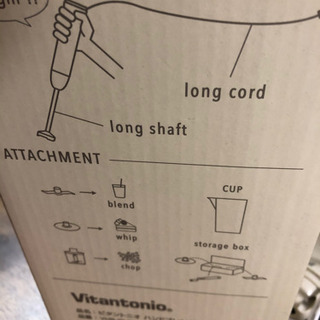 long cord
long shaft
ATTACHMENT
blend
CUP
whip
storage box
chop
Vitantonio®